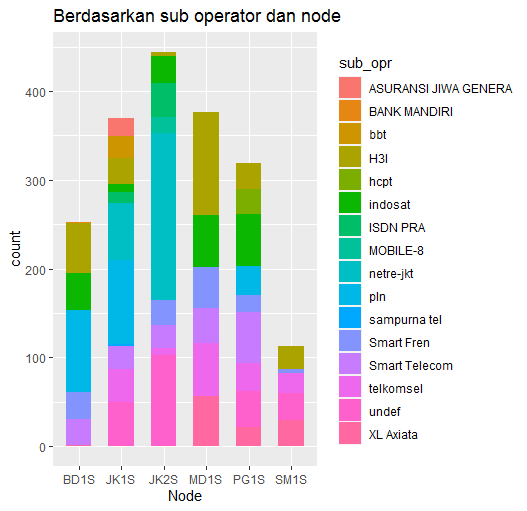 Berdasarkan sub operator dan node
count
400
300
200
100
0
BD1S JK1S JK2S MD1S PG1S SM1S
Node
sub_opr
ASURANSI JIWA GENERA
BANK MANDIRI
bbt
H3I
hcpt
indosat
ISDN PRA
MOBILE-8
netre-jkt
pln
sampurna tel
Smart Fren
Smart Telecom
telkomsel
undef
XL Axiata